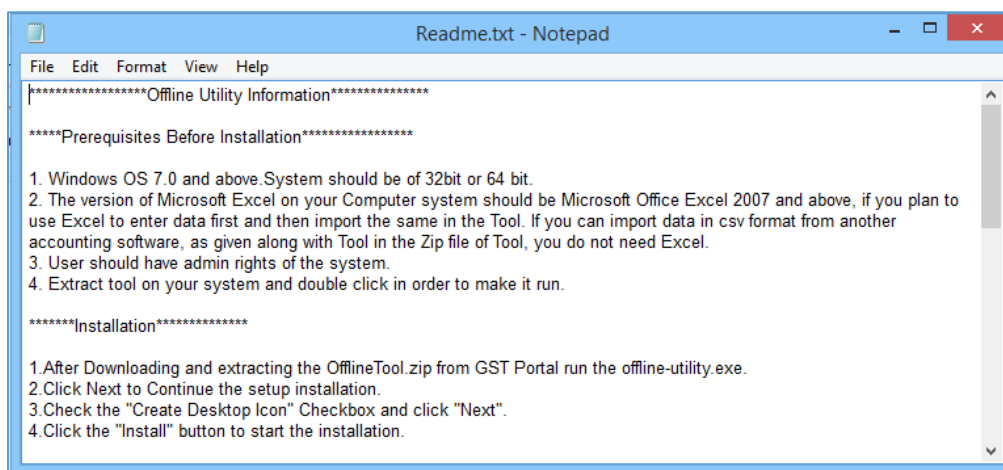 Readme.txt - Notepad
File Edit Format View Help
******************Offline Utility Information***************
*****Prerequisites Before Installation*****************
1. Windows OS 7.0 and above.System should be of 32bit or 64 bit.
2. The version of Microsoft Excel on your Computer system should be Microsoft Office Excel 2007 and above, if you plan to
use Excel to enter data first and then import the same in the Tool. If you can import data in csv format from another
accounting software, as given along with Tool in the Zip file of Tool, you do not need Excel.
3. User should have admin rights of the system.
4. Extract tool on your system and double click in order to make it run.
*******Installation**************
1.After Downloading and extracting the OfflineTool.zip from GST Portal run the offline-utility.exe.
2.Click Next to Continue the setup installation.
3.Check the "Create Desktop Icon" Checkbox and click "Next".
4.Click the "Install" button to start the installation.